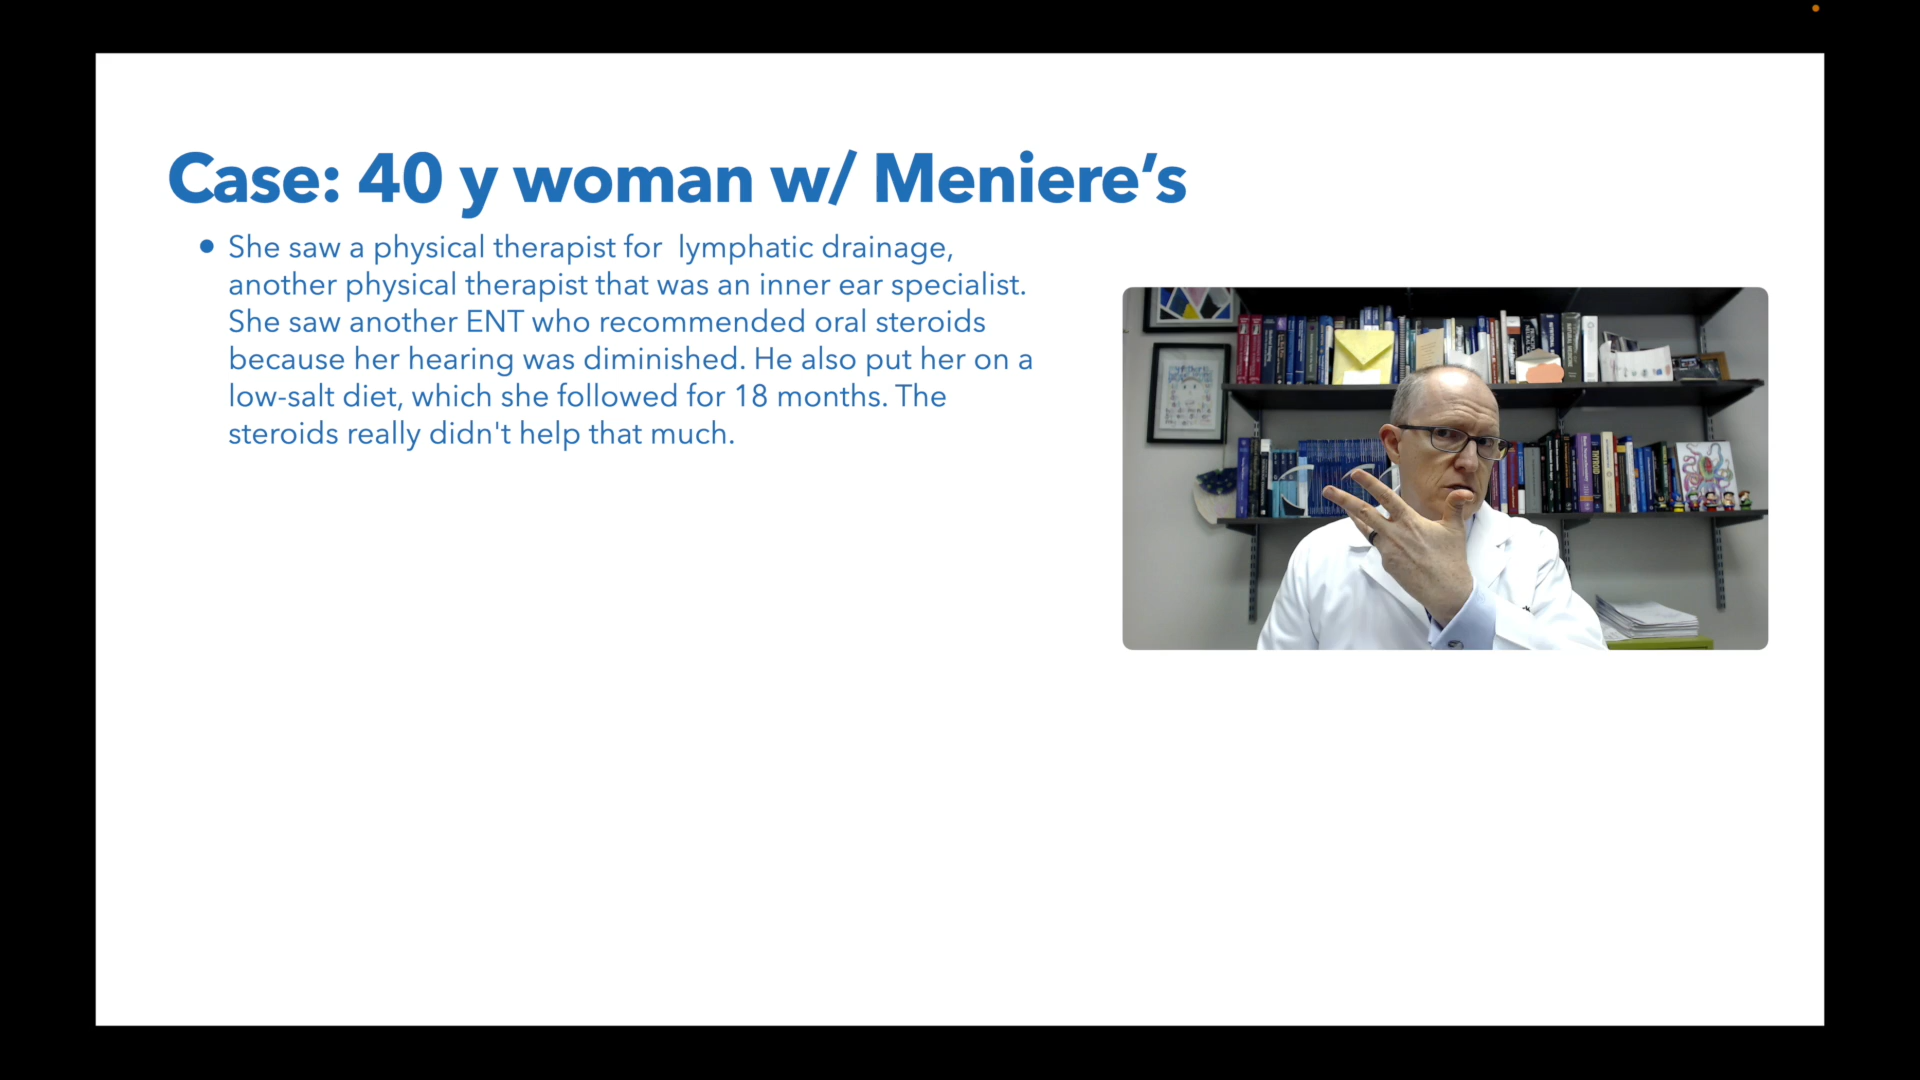 Case: 40 y woman w/ Meniere’s
• She saw a physical therapist for  lymphatic drainage,
another physical therapist that was an inner ear specialist.
She saw another ENT who recommended oral steroids
because her hearing was diminished. He also put her on a
low-salt diet, which she followed for 18 months. The
steroids really didn't help that much.